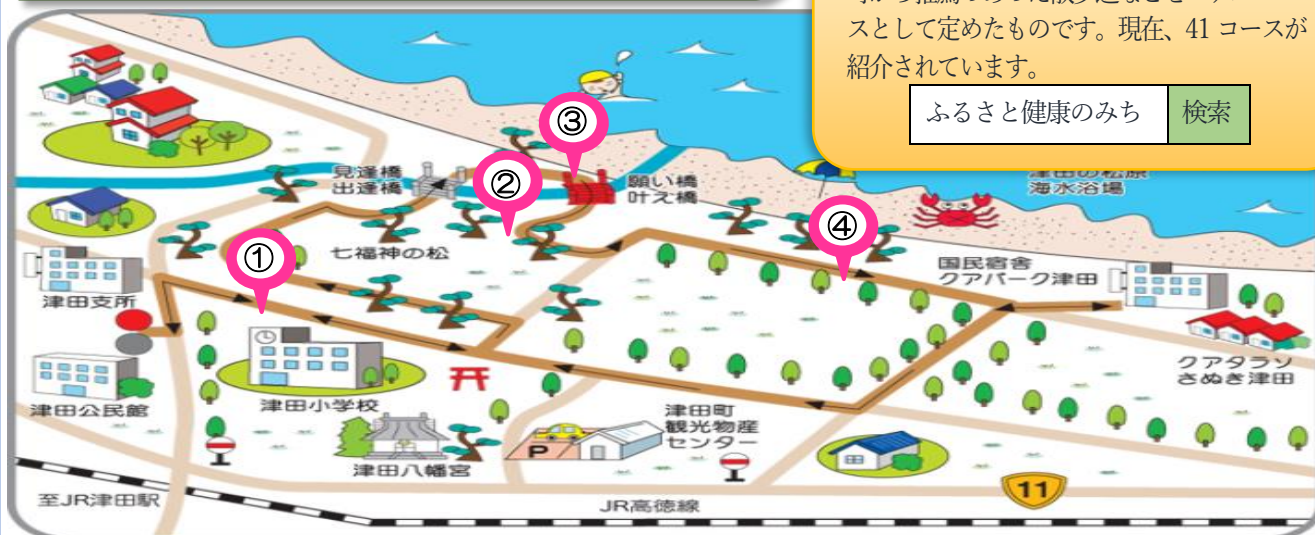 スとして定めたものです。現在、41 コースが
紹介されています。
ふるさと健康のみち 検索
海水浴場
③
見逢橋
出逢橋
②
願い橋
叶え橋
④
①
七福神の松
国民宿舎
クアパーク津田
津田支所
クアタラソ
さぬき津田
津田公民館
津田小学校
津田町
観光物産
センター
P
津田八幡宮
11
至JR津田駅
JR高徳線